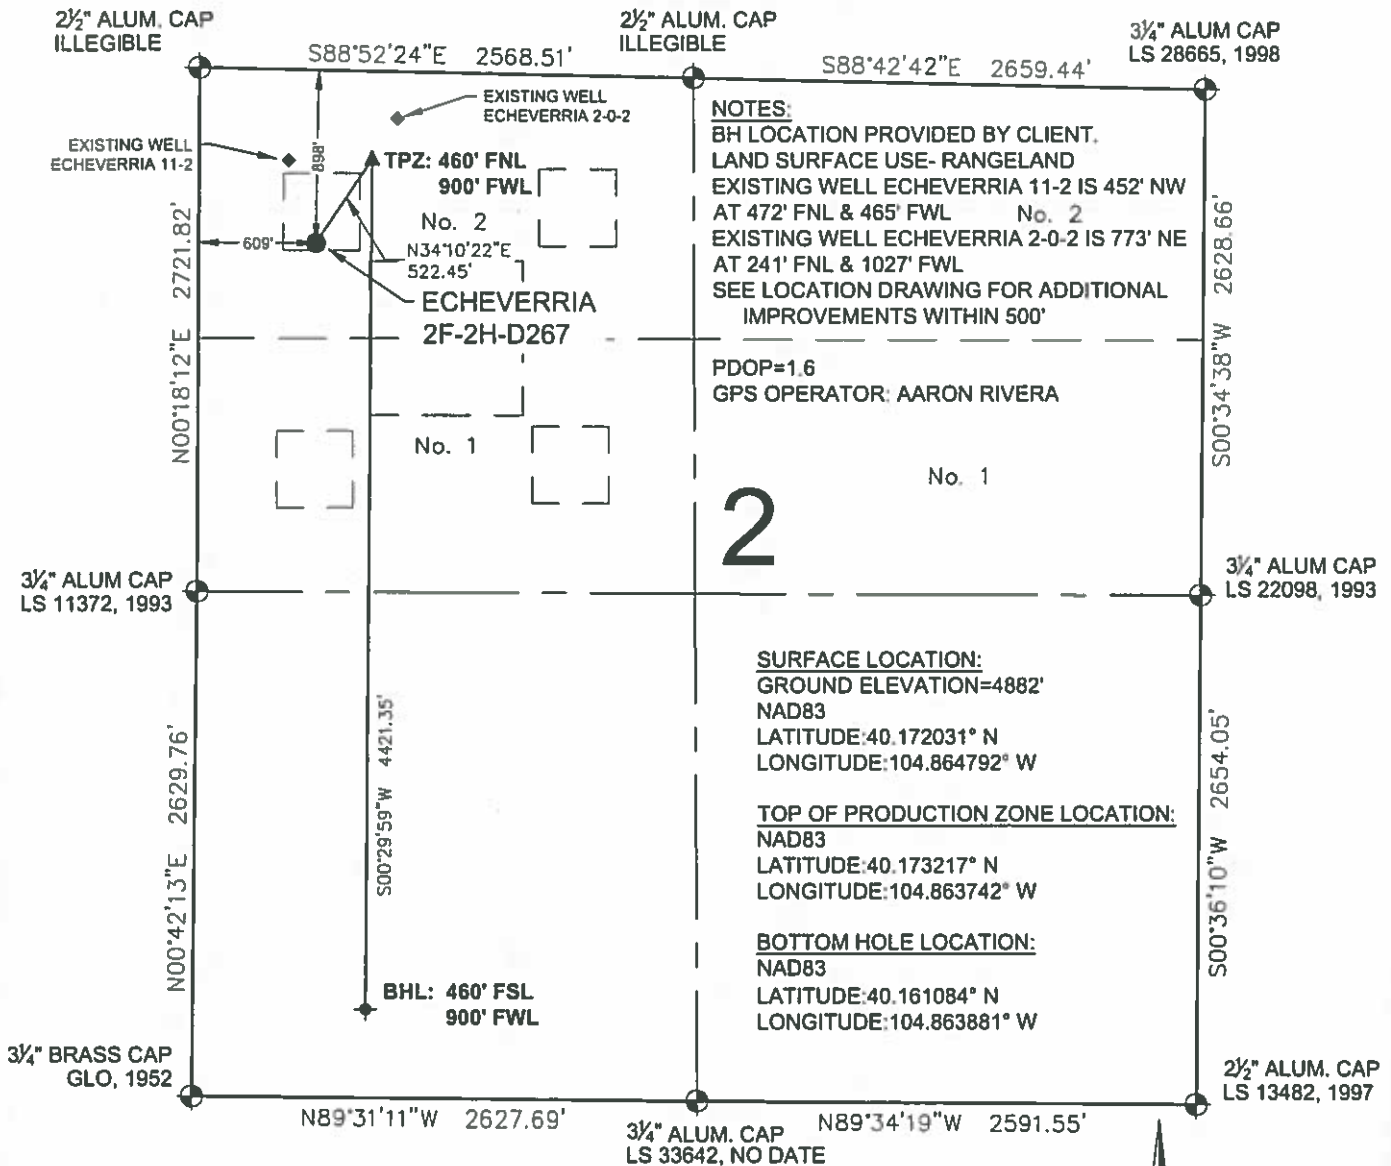 2½" ALUM. CAP
ILLEGIBLE
2½" ALUM. CAP
ILLEGIBLE
3¼" ALUM CAP
LS 28665, 1998
S88°52'24"E 2568.51'
S88°42'42"E 2659.44'
EXISTING WELL
ECHEVERRIA 2-0-2
EXISTING WELL
ECHEVERRIA 11-2
898'
TPZ: 460' FNL
900' FWL
No. 2
609'
N34°10'22"E
522.45'
ECHEVERRIA
2F-2H-D267
No. 1
NOTES:
BH LOCATION PROVIDED BY CLIENT.
LAND SURFACE USE- RANGELAND
EXISTING WELL ECHEVERRIA 11-2 IS 452' NW
AT 472' FNL & 465' FWL
No. 2
EXISTING WELL ECHEVERRIA 2-0-2 IS 773' NE
AT 241' FNL & 1027' FWL
SEE LOCATION DRAWING FOR ADDITIONAL
IMPROVEMENTS WITHIN 500'
PDOP=1.6
GPS OPERATOR: AARON RIVERA
No. 1
2
N00°18'12"E 2721.82'
S00°34'38"W 2628.66'
3¼" ALUM CAP
LS 11372, 1993
3¼" ALUM CAP
LS 22098, 1993
SURFACE LOCATION:
GROUND ELEVATION=4882'
NAD83
LATITUDE:40.172031° N
LONGITUDE:104.864792° W
TOP OF PRODUCTION ZONE LOCATION:
NAD83
LATITUDE:40.173217° N
LONGITUDE:104.863742° W
BOTTOM HOLE LOCATION:
NAD83
LATITUDE:40.161084° N
LONGITUDE:104.863881° W
N00°42'13"E 2629.76'
S00°29'59"W 4421.35'
S00°36'10"W 2654.05'
BHL: 460' FSL
900' FWL
3¼" BRASS CAP
GLO, 1952
2½" ALUM. CAP
LS 13482, 1997
N89°31'11"W 2627.69'
N89°34'19"W 2591.55'
3¼" ALUM. CAP
LS 33642, NO DATE